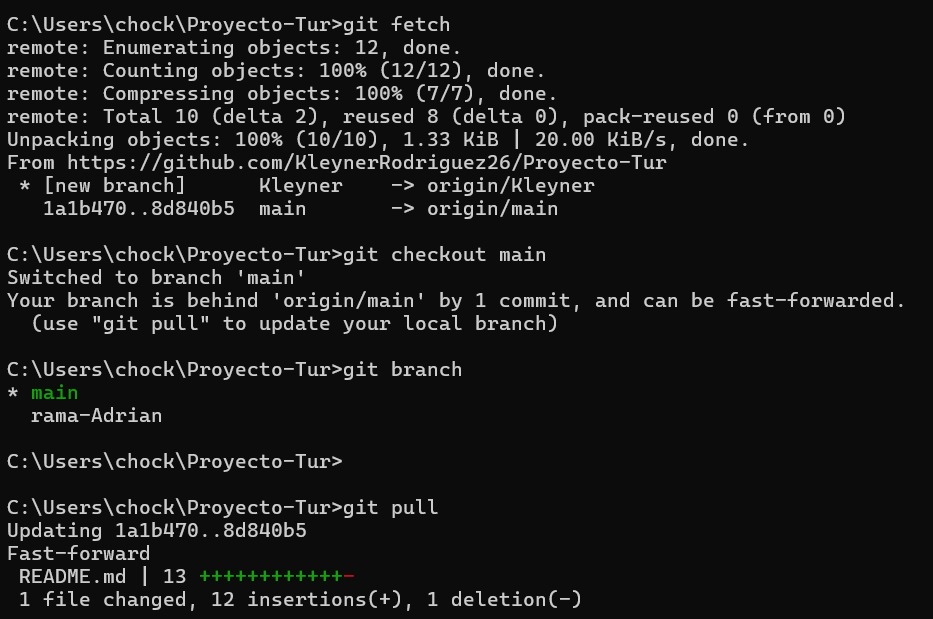 C:\Users\chock\Proyecto-Tur>git fetch
remote: Enumerating objects: 12, done.
remote: Counting objects: 100% (12/12), done.
remote: Compressing objects: 100% (7/7), done.
remote: Total 10 (delta 2), reused 8 (delta 0), pack-reused 0 (from 0)
Unpacking objects: 100% (10/10), 1.33 KiB | 20.00 KiB/s, done.
From https://github.com/KleynerRodriguez26/Proyecto-Tur
 * [new branch]      Kleyner    -> origin/Kleyner
   1a1b470..8d840b5  main       -> origin/main
C:\Users\chock\Proyecto-Tur>git checkout main
Switched to branch 'main'
Your branch is behind 'origin/main' by 1 commit, and can be fast-forwarded.
  (use "git pull" to update your local branch)
C:\Users\chock\Proyecto-Tur>git branch
* main
  rama-Adrian
C:\Users\chock\Proyecto-Tur>
C:\Users\chock\Proyecto-Tur>git pull
Updating 1a1b470..8d840b5
Fast-forward
 README.md | 13 ++++++++++++-
 1 file changed, 12 insertions(+), 1 deletion(-)